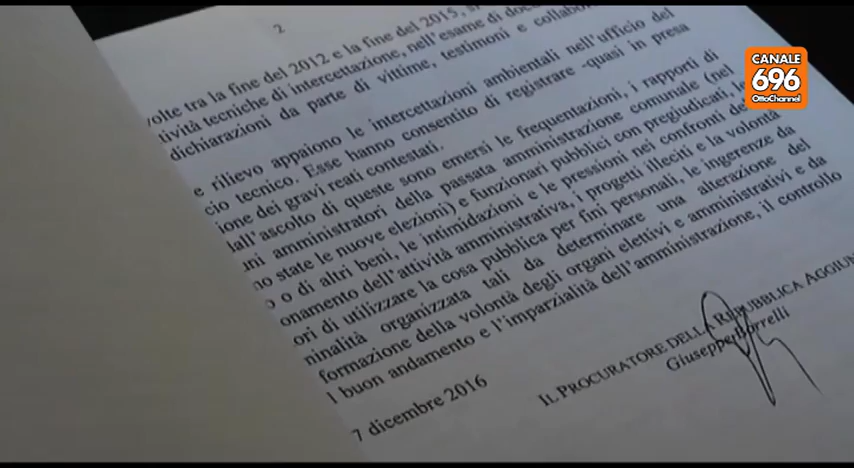 2
volte tra la fine del 2012 e la fine del 2015, s
tività tecniche di intercettazione, nell'esame di doc
dichiarazioni da parte di vittime, testimoni e collabo
e rilievo appaiono le intercettazioni ambientali nell'ufficio del
cio tecnico. Esse hanno consentito di registrare -quasi in presa
ione dei gravi reati contestati.
dall'ascolto di queste sono emersi le frequentazioni, i rapporti di
ni amministratori della passata amministrazione comunale (nel
no state le nuove elezioni) e funzionari pubblici con pregiudicati, le
o o di altri beni, le intimidazioni e le pressioni nei confronti de
onamento dell'attività amministrativa, i progetti illeciti e la volontà
ori di utilizzare la cosa pubblica per fini personali, le ingerenze da
minalità organizzata tali da determinare una alterazione del
formazione della volontà degli organi elettivi e amministrativi e da
l buon andamento e l'imparzialità dell'amministrazione, il controllo
7 dicembre 2016
IL PROCURATORE DELLA REPUBBLICA AGGIUN
Giuseppe Borrelli
CANALE
696
OttoChannel